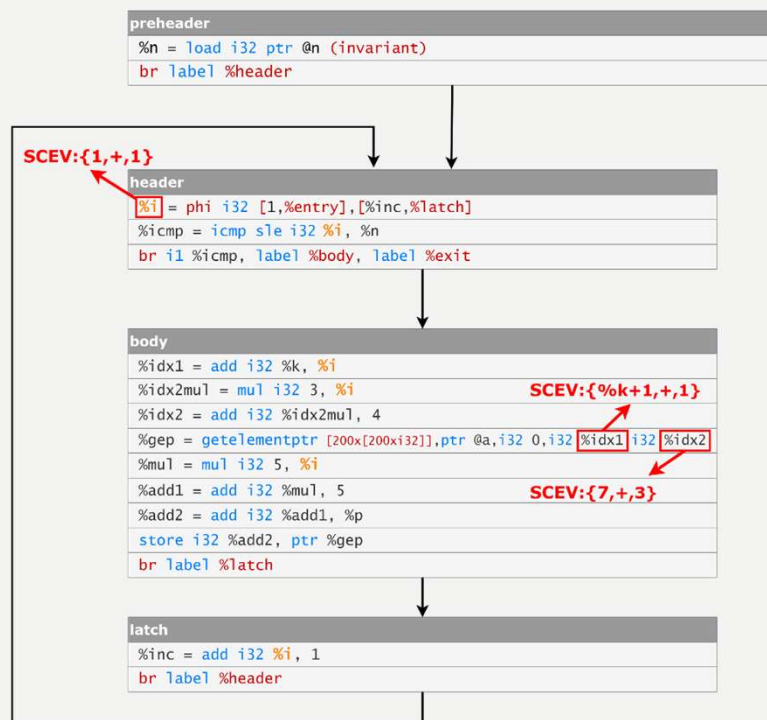 preheader
%n = load i32 ptr @n (invariant)
br label %header
SCEV:{1,+,1}
header
%i = phi i32 [1,%entry],[%inc,%latch]
%icmp = icmp sle i32 %i, %n
br i1 %icmp, label %body, label %exit
body
%idx1 = add i32 %k, %i
%idx2mul = mul i32 3, %i
SCEV:{%k+1,+,1}
%idx2 = add i32 %idx2mul, 4
%gep = getelementptr [200x[200xi32]],ptr @a,i32 0,i32 %idx1 i32 %idx2
%mul = mul i32 5, %i
%add1 = add i32 %mul, 5
SCEV:{7,+,3}
%add2 = add i32 %add1, %p
store i32 %add2, ptr %gep
br label %latch
latch
%inc = add i32 %i, 1
br label %header